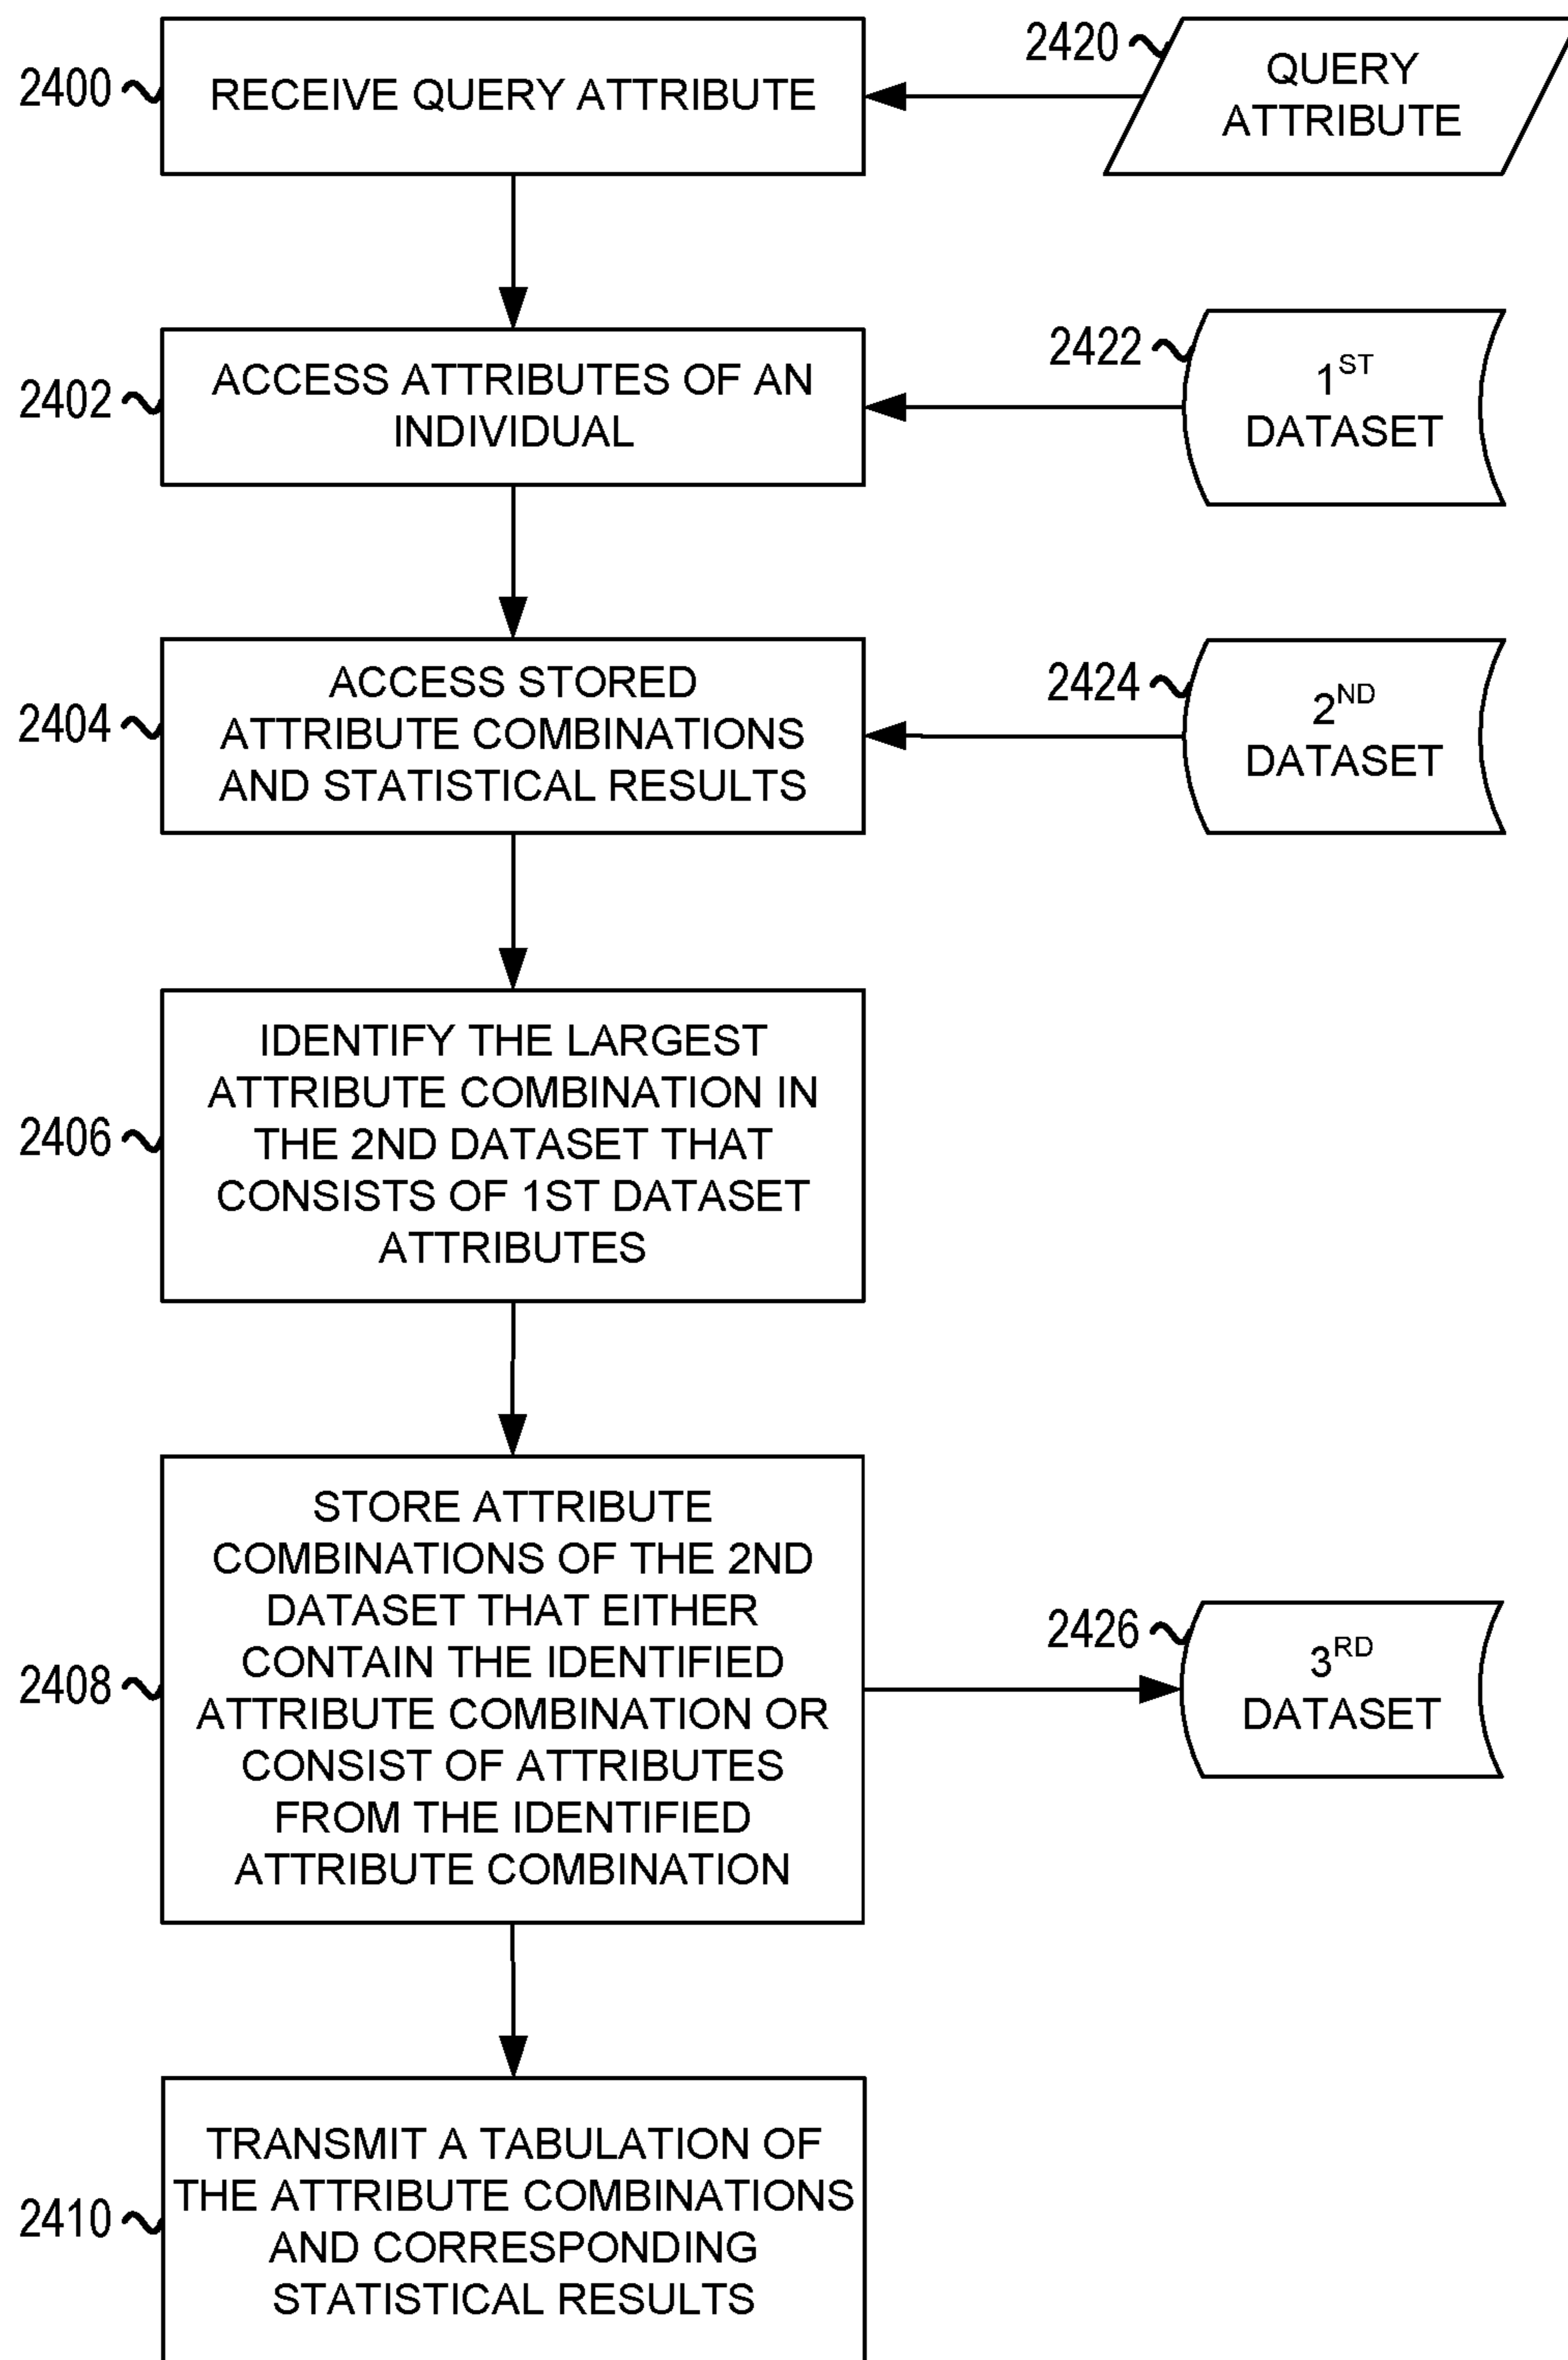 2400
RECEIVE QUERY ATTRIBUTE
2420
QUERY
ATTRIBUTE
2402
ACCESS ATTRIBUTES OF AN
INDIVIDUAL
2422
1ST
DATASET
2404
ACCESS STORED
ATTRIBUTE COMBINATIONS
AND STATISTICAL RESULTS
2424
2ND
DATASET
2406
IDENTIFY THE LARGEST
ATTRIBUTE COMBINATION IN
THE 2ND DATASET THAT
CONSISTS OF 1ST DATASET
ATTRIBUTES
2408
STORE ATTRIBUTE
COMBINATIONS OF THE 2ND
DATASET THAT EITHER
CONTAIN THE IDENTIFIED
ATTRIBUTE COMBINATION OR
CONSIST OF ATTRIBUTES
FROM THE IDENTIFIED
ATTRIBUTE COMBINATION
2426
3RD
DATASET
2410
TRANSMIT A TABULATION OF
THE ATTRIBUTE COMBINATIONS
AND CORRESPONDING
STATISTICAL RESULTS